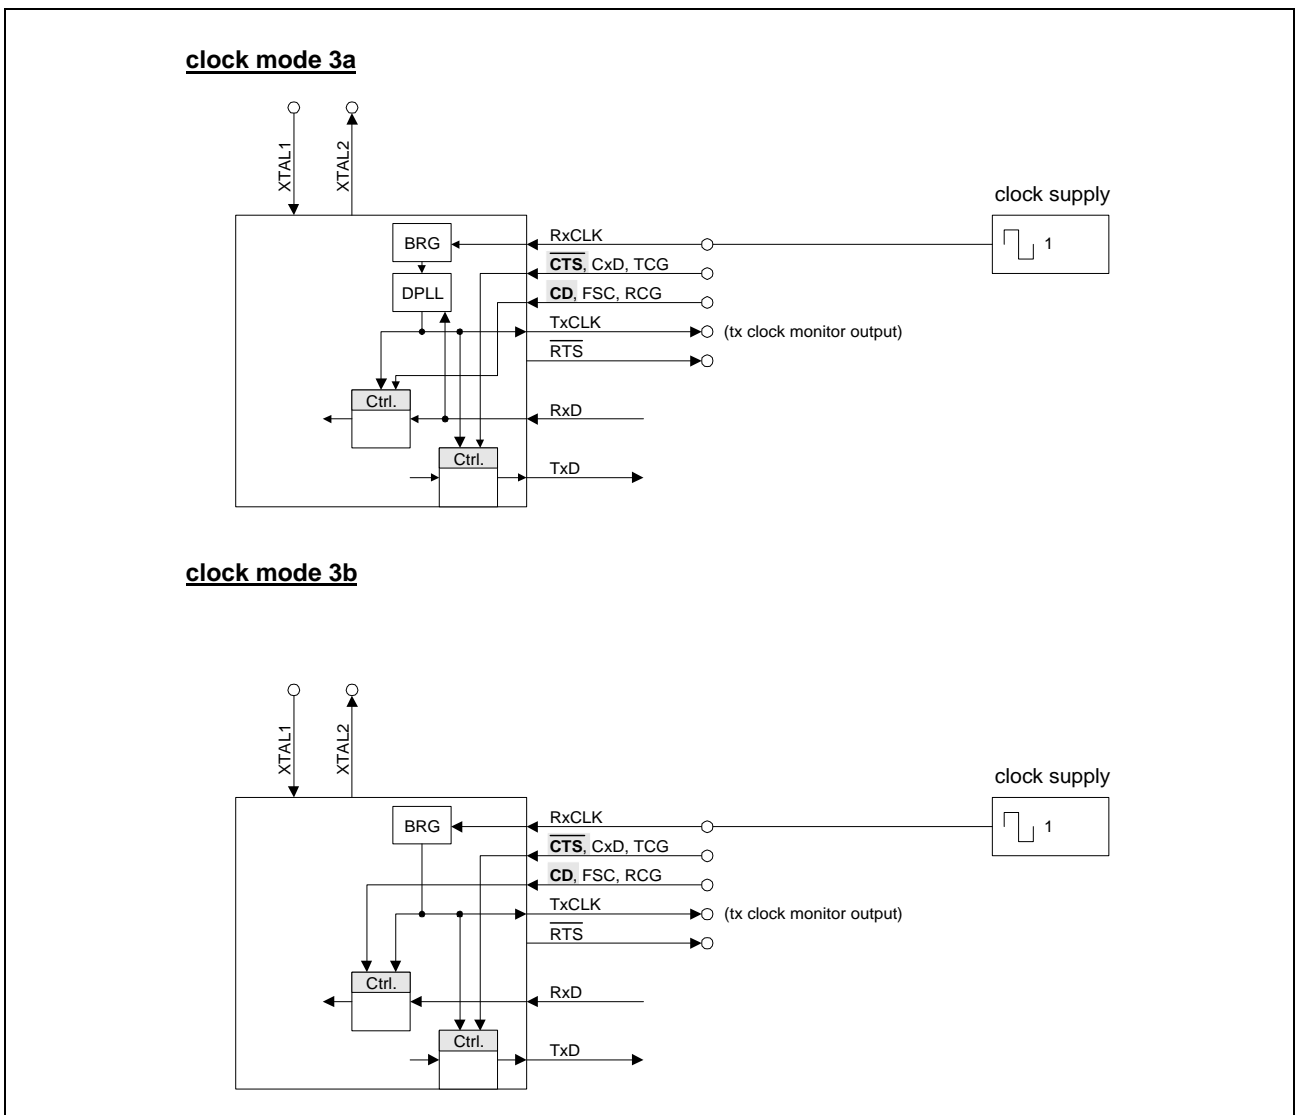 clock mode 3a
XTAL1
XTAL2
clock supply
BRG
RxCLK
1
CTS, CxD, TCG
DPLL
CD, FSC, RCG
TxCLK
(tx clock monitor output)
RTS
Ctrl.
RxD
Ctrl.
TxD
clock mode 3b
XTAL1
XTAL2
clock supply
BRG
RxCLK
1
CTS, CxD, TCG
CD, FSC, RCG
TxCLK
(tx clock monitor output)
RTS
Ctrl.
RxD
Ctrl.
TxD